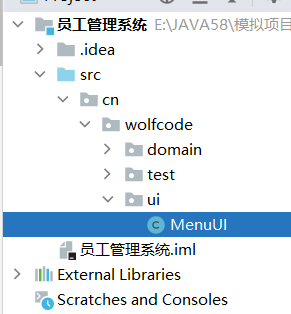 员工管理系统 E:\JAVA58\模拟项目
.idea
src
cn
wolfcode
domain
test
ui
MenuUI
员工管理系统.iml
External Libraries
Scratches and Consoles